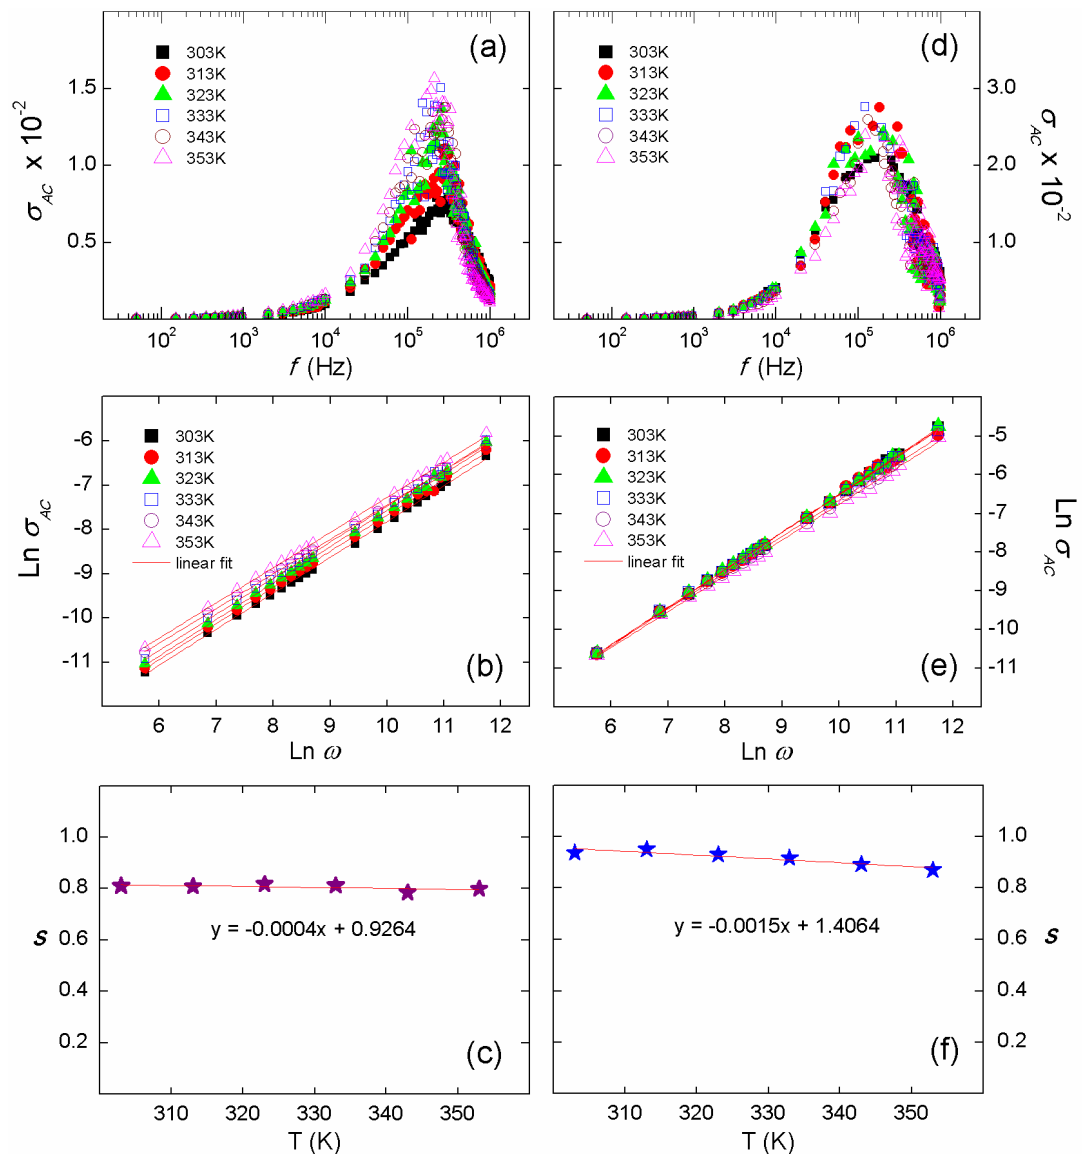 (a)
303K
313K
323K
333K
343K
353K
1.5
1.0
0.5
σ_AC x 10^-2
10^2 10^3 10^4 10^5 10^6
f (Hz)
(d)
303K
313K
323K
333K
343K
353K
3.0
2.0
1.0
σ_AC x 10^-2
10^2 10^3 10^4 10^5 10^6
f (Hz)
(b)
303K
313K
323K
333K
343K
353K
linear fit
-6
-7
-8
-9
-10
-11
Ln σ_AC
6 7 8 9 10 11 12
Ln ω
(e)
303K
313K
323K
333K
343K
353K
linear fit
-5
-6
-7
-8
-9
-10
-11
Ln σ_AC
6 7 8 9 10 11 12
Ln ω
1.0
0.8
0.6
0.4
0.2
s
y = -0.0004x + 0.9264
(c)
310 320 330 340 350
T (K)
1.0
0.8
0.6
0.4
0.2
s
y = -0.0015x + 1.4064
(f)
310 320 330 340 350
T (K)